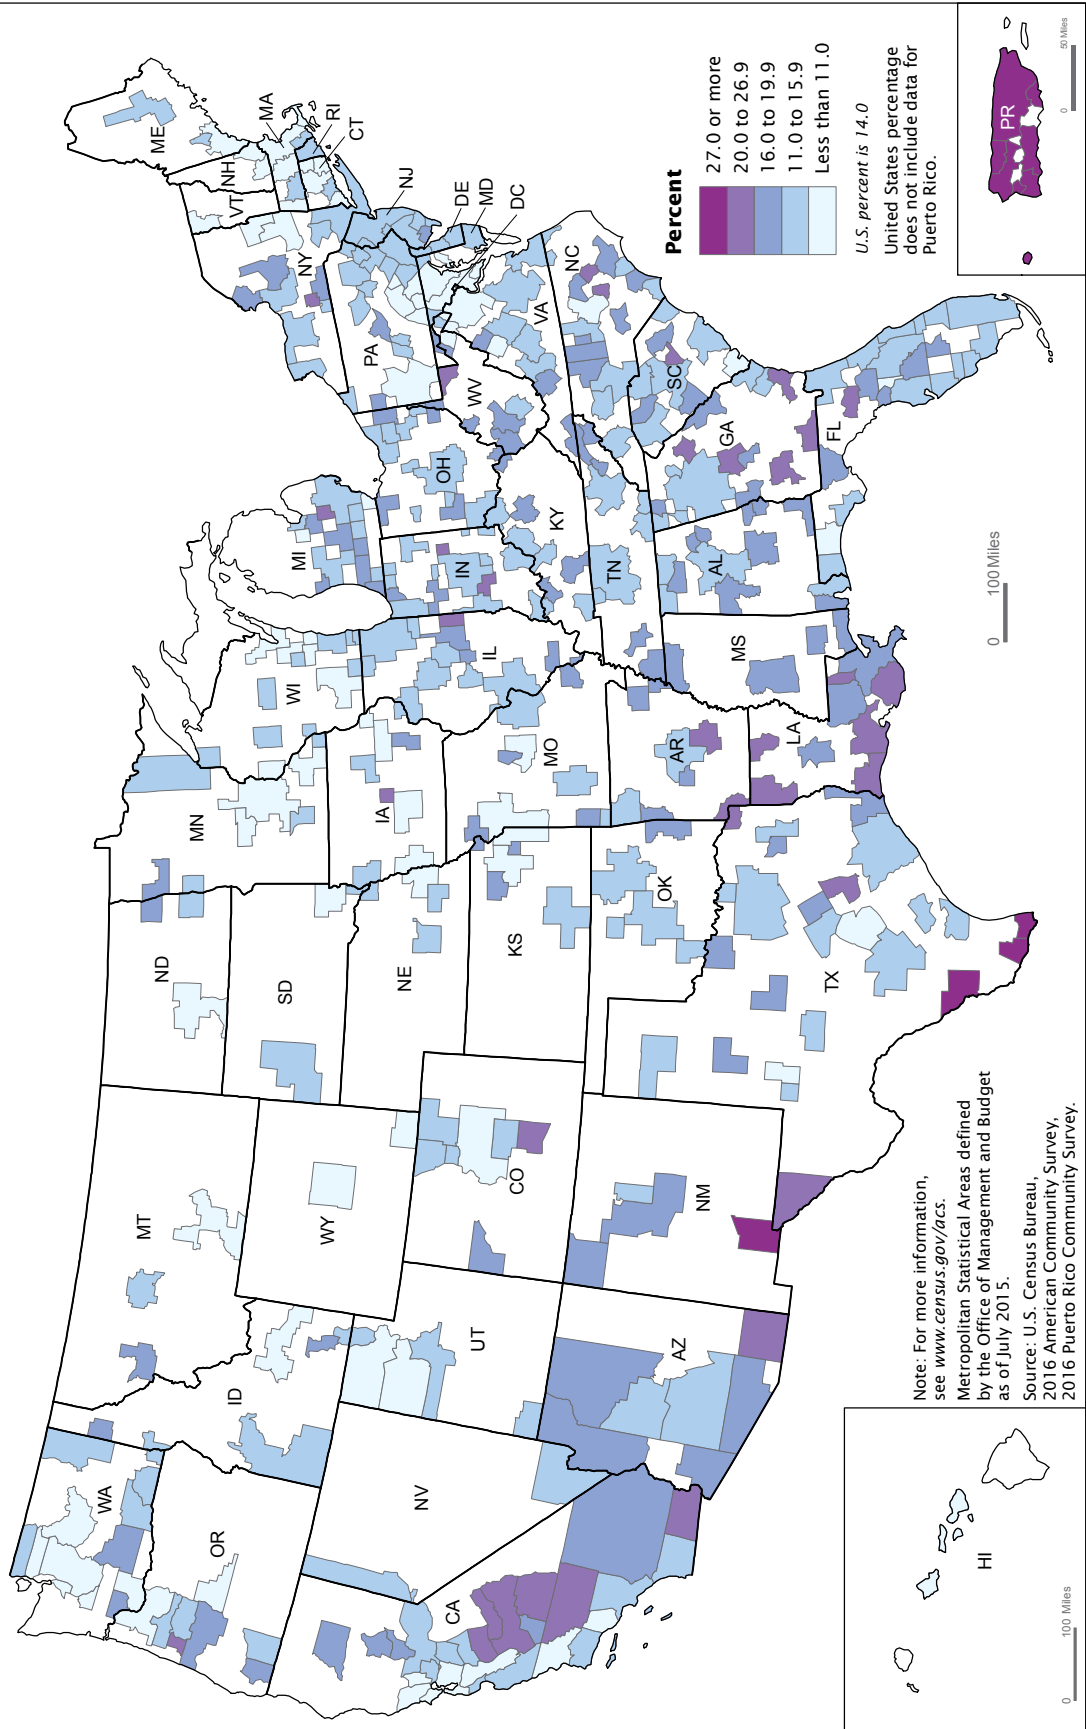 WA
OR
CA
NV
ID
MT
WY
UT
AZ
CO
NM
ND
SD
NE
KS
OK
TX
MN
IA
MO
AR
LA
WI
IL
MS
MI
IN
KY
TN
AL
OH
WV
GA
FL
SC
NC
VA
PA
NY
VT
NH
ME
MA
RI
CT
NJ
DE
MD
DC
Percent
27.0 or more
20.0 to 26.9
16.0 to 19.9
11.0 to 15.9
Less than 11.0
U.S. percent is 14.0
United States percentage
does not include data for
Puerto Rico.
PR
0 50 Miles
0 100 Miles
HI
0 100 Miles
Note: For more information,
see www.census.gov/acs.
Metropolitan Statistical Areas defined
by the Office of Management and Budget
as of July 2015.
Source: U.S. Census Bureau,
2016 American Community Survey,
2016 Puerto Rico Community Survey.